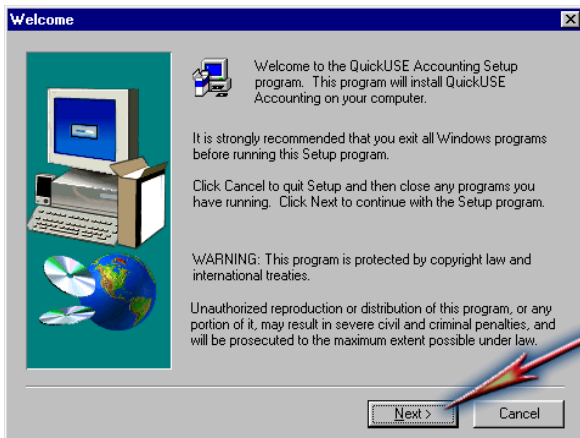 Welcome
Welcome to the QuickUSE Accounting Setup
program. This program will install QuickUSE
Accounting on your computer.
It is strongly recommended that you exit all Windows programs
before running this Setup program.
Click Cancel to quit Setup and then close any programs you
have running. Click Next to continue with the Setup program.
WARNING: This program is protected by copyright law and
international treaties.
Unauthorized reproduction or distribution of this program, or any
portion of it, may result in severe civil and criminal penalties, and
will be prosecuted to the maximum extent possible under law.
Next > Cancel